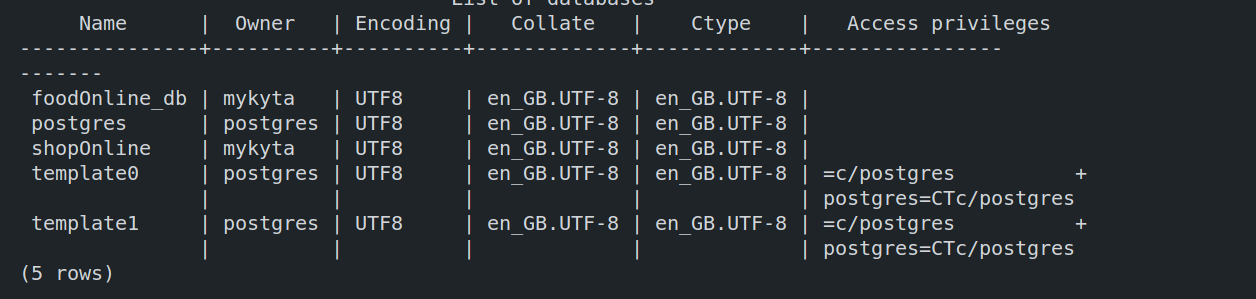 List of databases
     Name      |  Owner   | Encoding |   Collate   |    Ctype    |   Access privileges
---------------+----------+----------+-------------+-------------+----------------
-------
 foodOnline_db | mykyta   | UTF8     | en_GB.UTF-8 | en_GB.UTF-8 |
 postgres      | postgres | UTF8     | en_GB.UTF-8 | en_GB.UTF-8 |
 shopOnline    | mykyta   | UTF8     | en_GB.UTF-8 | en_GB.UTF-8 |
 template0     | postgres | UTF8     | en_GB.UTF-8 | en_GB.UTF-8 | =c/postgres          +
               |          |          |             |             | postgres=CTc/postgres
 template1     | postgres | UTF8     | en_GB.UTF-8 | en_GB.UTF-8 | =c/postgres          +
               |          |          |             |             | postgres=CTc/postgres
(5 rows)